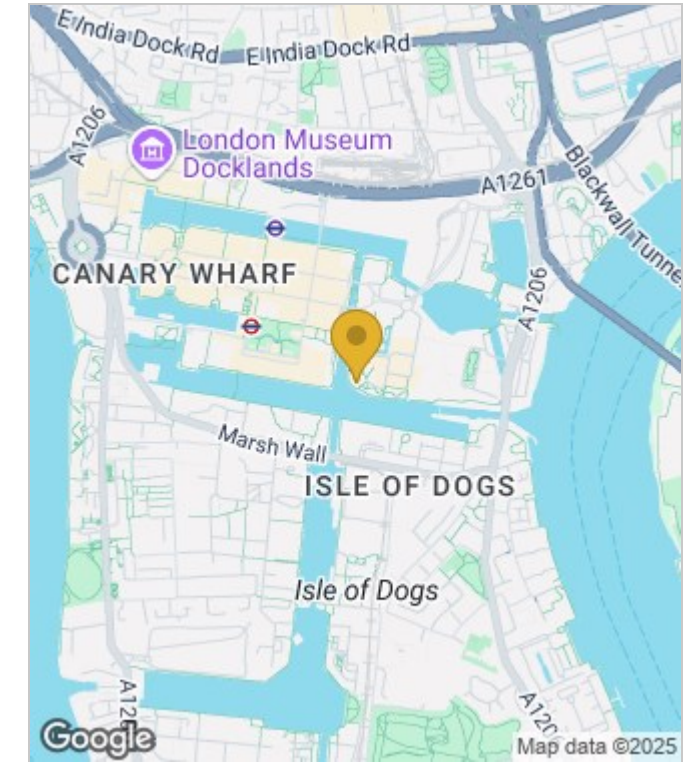 E India Dock Rd
E India Dock Rd
A1206
London Museum
Docklands
A1261
Blackwall Tunne
CANARY WHARF
A1206
Marsh Wall
ISLE OF DOGS
Isle of Dogs
A120
Google
Map data ©2025